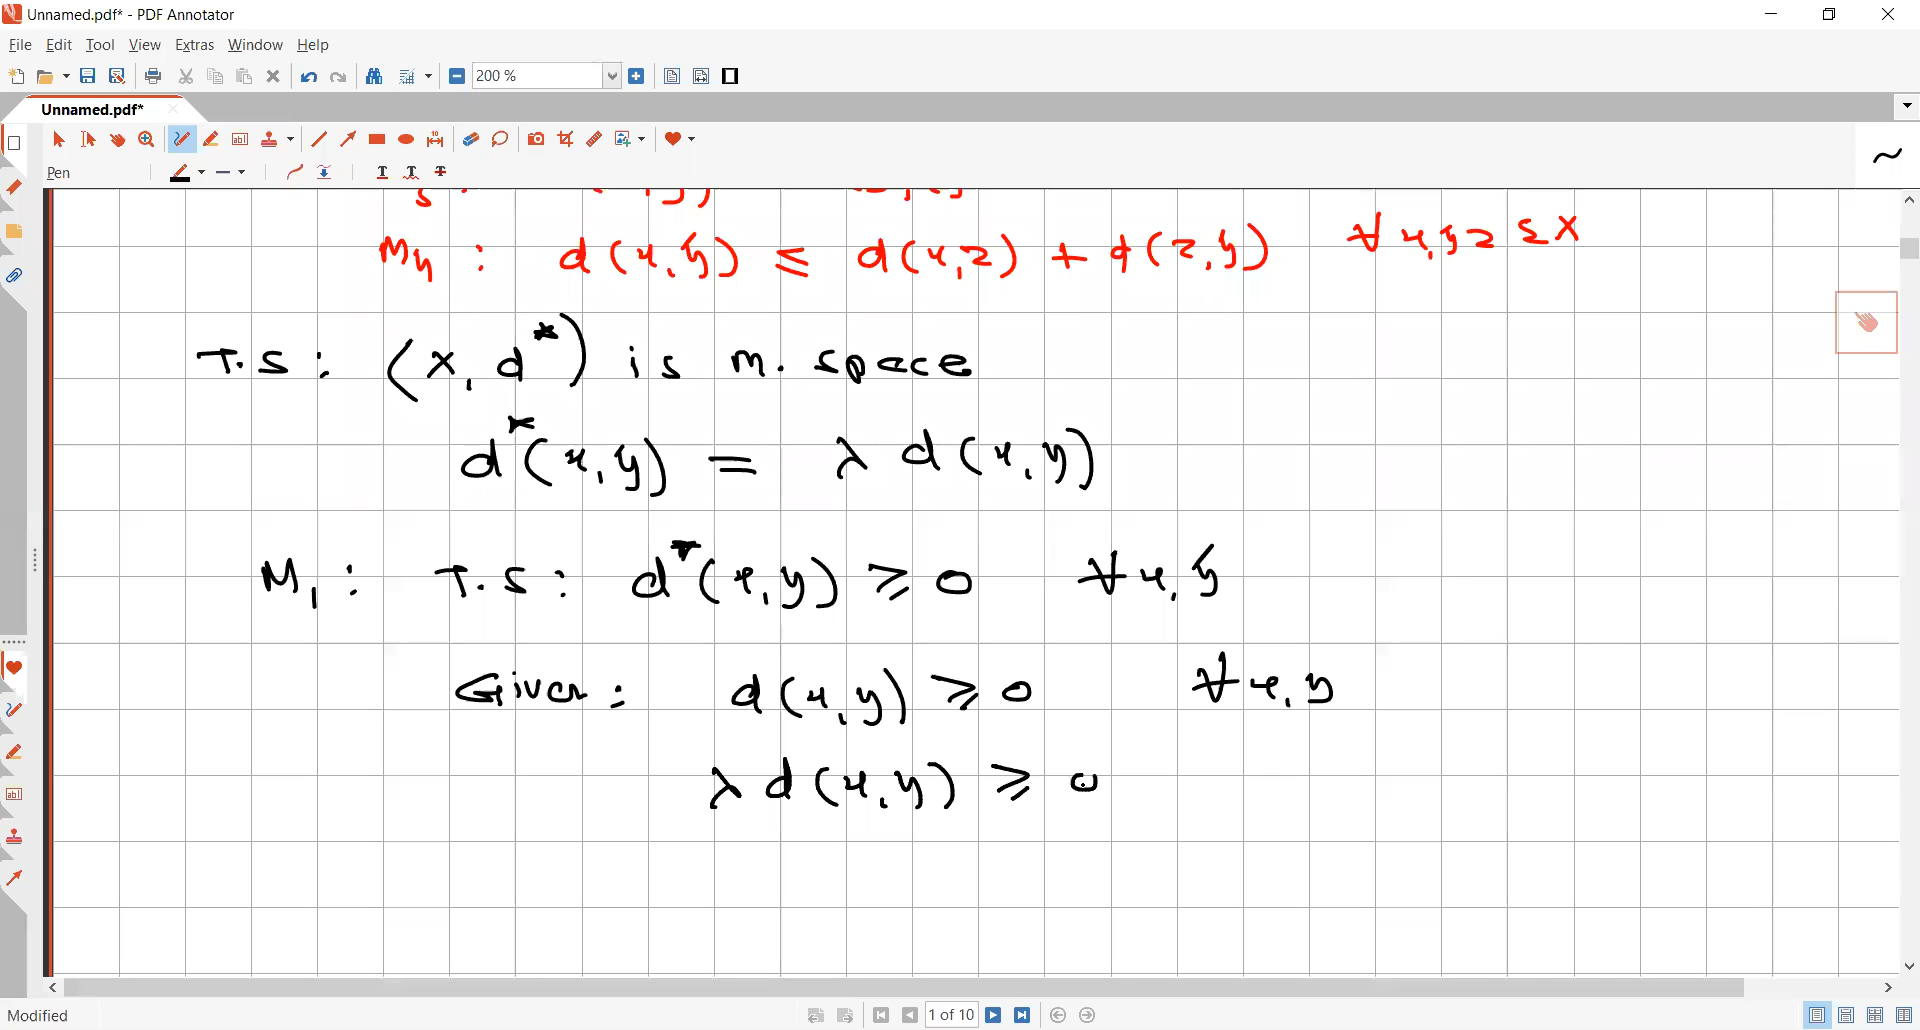 Unnamed.pdf* - PDF Annotator
File Edit Tool View Extras Window Help
200 %
Unnamed.pdf*
Pen
M4 : d(x,y) ≤ d(x,z) + d(z,y) ∀ x,y z ε X
T.S : (X, d*) is m. space
d*(x,y) = λ d(x,y)
M1 : T.S : d*(x,y) ≥ 0 ∀ x,y
Given : d(x,y) ≥ 0 ∀ x,y
λ d(x,y) ≥ 0
Modified
1 of 10